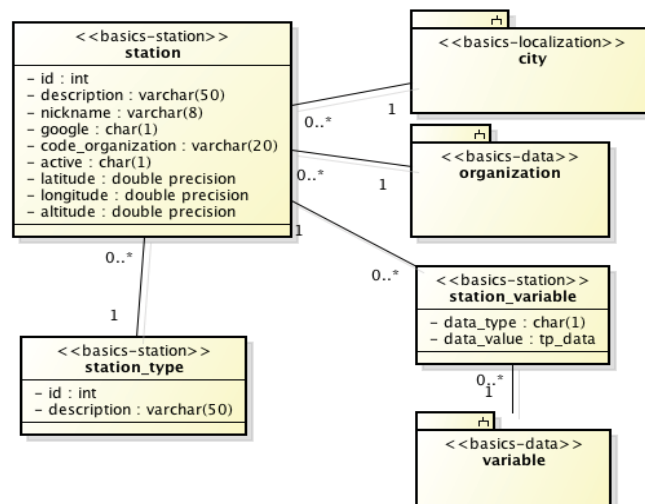 <<basics-station>>
station
- id : int
- description : varchar(50)
- nickname : varchar(8)
- google : char(1)
- code_organization : varchar(20)
- active : char(1)
- latitude : double precision
- longitude : double precision
- altitude : double precision
<<basics-localization>>
city
0..*
1
<<basics-data>>
organization
0..*
1
1
0..*
<<basics-station>>
station_variable
- data_type : char(1)
- data_value : tp_data
0..*
1
<<basics-station>>
station_type
- id : int
- description : varchar(50)
0..*
1
<<basics-data>>
variable